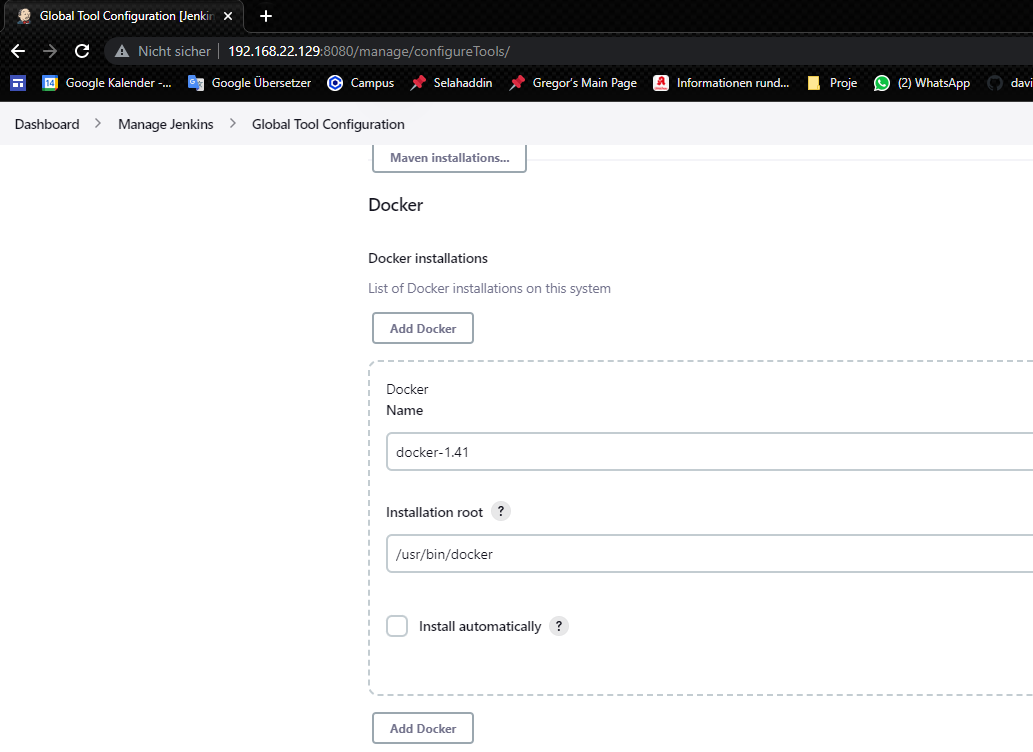 Global Tool Configuration [Jenkin
Nicht sicher 192.168.22.129:8080/manage/configureTools/
14 Google Kalender -... Google Übersetzer Campus Selahaddin Gregor's Main Page Informationen rund... Proje (2) WhatsApp davi
Dashboard Manage Jenkins Global Tool Configuration
Maven installations...
Docker
Docker installations
List of Docker installations on this system
Add Docker
Docker
Name
docker-1.41
Installation root ?
/usr/bin/docker
Install automatically ?
Add Docker